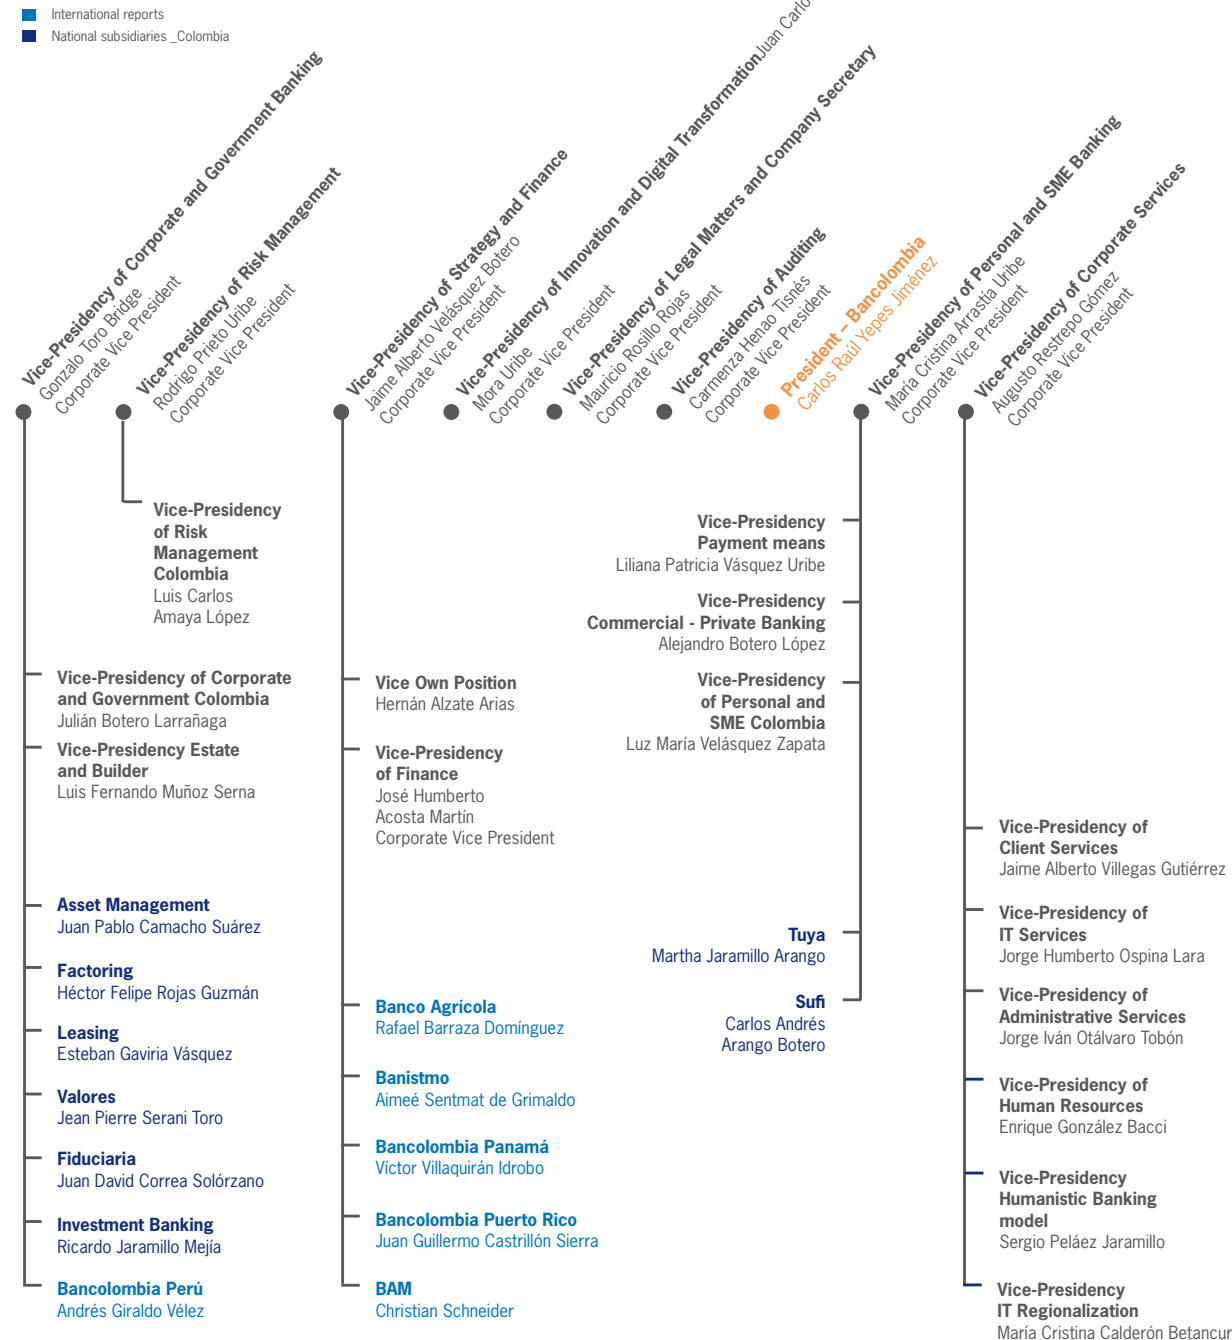 International reports
National subsidiaries _Colombia
Vice-Presidency of Corporate and Government Banking
Gonzalo Toro Bridge
Corporate Vice President
Vice-Presidency of Risk Management
Rodrigo Prieto Uribe
Corporate Vice President
Vice-Presidency of Strategy and Finance
Jaime Alberto Velásquez Botero
Corporate Vice President
Vice-Presidency of Innovation and Digital TransformationJuan Carlos
Mora Uribe
Corporate Vice President
Vice-Presidency of Legal Matters and Company Secretary
Mauricio Rosillo Rojas
Corporate Vice President
Vice-Presidency of Auditing
Carmenza Henao Tisnés
Corporate Vice President
President – Bancolombia
Carlos Raúl Yepes Jiménez
Vice-Presidency of Personal and SME Banking
María Cristina Arrastía Uribe
Corporate Vice President
Vice-Presidency of Corporate Services
Augusto Restrepo Gómez
Corporate Vice President
Vice-Presidency
of Risk
Management
Colombia
Luis Carlos
Amaya López
Vice-Presidency of Corporate
and Government Colombia
Julián Botero Larrañaga
Vice-Presidency Estate
and Builder
Luis Fernando Muñoz Serna
Asset Management
Juan Pablo Camacho Suárez
Factoring
Héctor Felipe Rojas Guzmán
Leasing
Esteban Gaviria Vásquez
Valores
Jean Pierre Serani Toro
Fiduciaria
Juan David Correa Solórzano
Investment Banking
Ricardo Jaramillo Mejía
Bancolombia Perú
Andrés Giraldo Vélez
Vice Own Position
Hernán Alzate Arias
Vice-Presidency
of Finance
José Humberto
Acosta Martín
Corporate Vice President
Banco Agrícola
Rafael Barraza Domínguez
Banistmo
Aimeé Sentmat de Grimaldo
Bancolombia Panamá
Víctor Villaquirán Idrobo
Bancolombia Puerto Rico
Juan Guillermo Castrillón Sierra
BAM
Christian Schneider
Vice-Presidency
Payment means
Liliana Patricia Vásquez Uribe
Vice-Presidency
Commercial - Private Banking
Alejandro Botero López
Vice-Presidency
of Personal and
SME Colombia
Luz María Velásquez Zapata
Tuya
Martha Jaramillo Arango
Sufi
Carlos Andrés
Arango Botero
Vice-Presidency of
Client Services
Jaime Alberto Villegas Gutiérrez
Vice-Presidency of
IT Services
Jorge Humberto Ospina Lara
Vice-Presidency of
Administrative Services
Jorge Iván Otálvaro Tobón
Vice-Presidency of
Human Resources
Enrique González Bacci
Vice-Presidency
Humanistic Banking
model
Sergio Peláez Jaramillo
Vice-Presidency
IT Regionalization
María Cristina Calderón Betancur